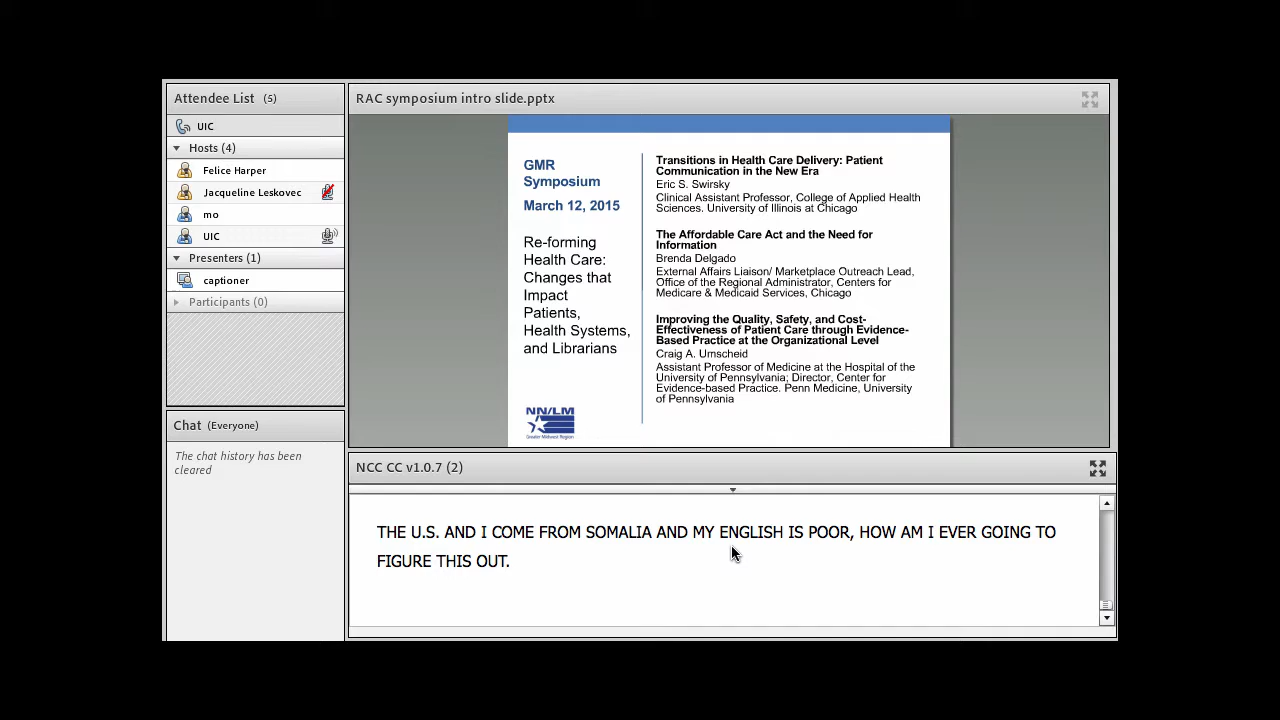 Attendee List (5)
UIC
Hosts (4)
Felice Harper
Jacqueline Leskovec
mo
UIC
Presenters (1)
captioner
Participants (0)
Chat (Everyone)
The chat history has been
cleared
RAC symposium intro slide.pptx
GMR
Symposium
March 12, 2015
Re-forming
Health Care:
Changes that
Impact
Patients,
Health Systems,
and Librarians
NN/LM
Greater Midwest Region
Transitions in Health Care Delivery: Patient
Communication in the New Era
Eric S. Swirsky
Clinical Assistant Professor, College of Applied Health
Sciences. University of Illinois at Chicago
The Affordable Care Act and the Need for
Information
Brenda Delgado
External Affairs Liaison/ Marketplace Outreach Lead,
Office of the Regional Administrator, Centers for
Medicare & Medicaid Services, Chicago
Improving the Quality, Safety, and Cost-
Effectiveness of Patient Care through Evidence-
Based Practice at the Organizational Level
Craig A. Umscheid
Assistant Professor of Medicine at the Hospital of the
University of Pennsylvania; Director, Center for
Evidence-based Practice. Penn Medicine, University
of Pennsylvania
NCC CC v1.0.7 (2)
THE U.S. AND I COME FROM SOMALIA AND MY ENGLISH IS POOR, HOW AM I EVER GOING TO
FIGURE THIS OUT.